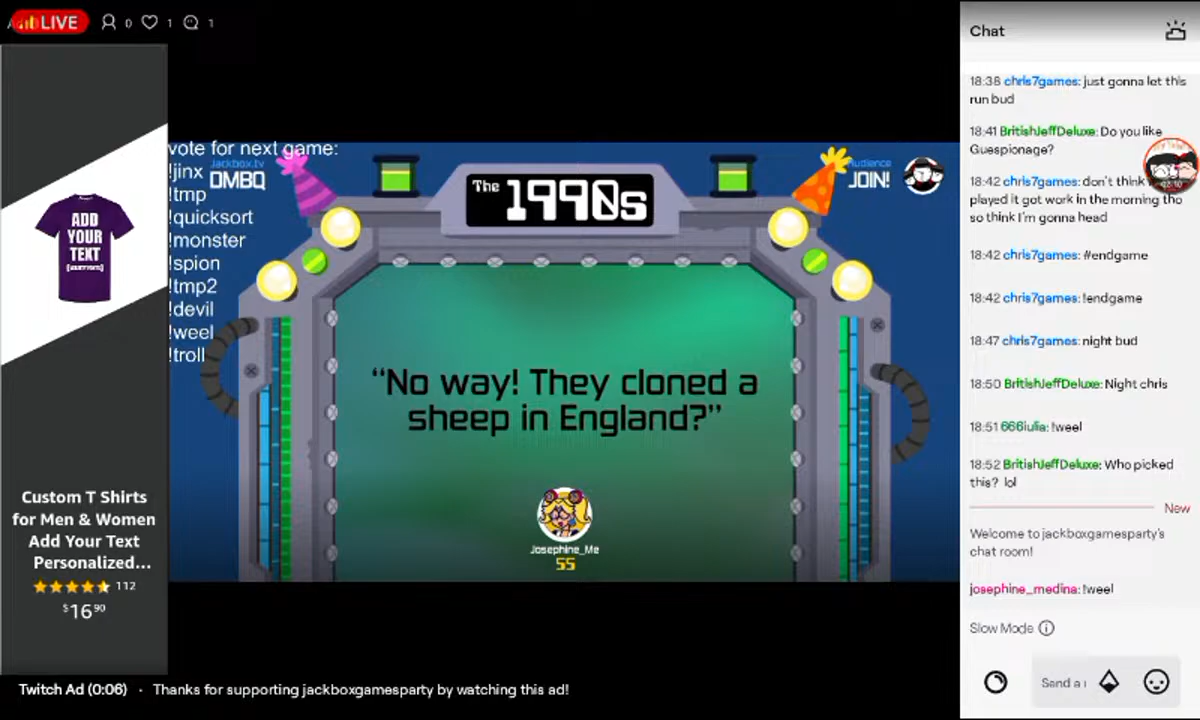 LIVE 0 1 1
vote for next game:
!jinx
!tmp
!quicksort
!monster
!spion
!tmp2
!devil
!weel
!troll
Jackbox.tv
OMBQ
The 1990s
Audience
JOIN!
“No way! They cloned a
sheep in England?”
Josephine_Me
55
ADD
YOUR
TEXT
Custom T Shirts
for Men & Women
Add Your Text
Personalized...
112
$16⁹⁰
Twitch Ad (0:06) · Thanks for supporting jackboxgamesparty by watching this ad!
Chat
18:38 chris7games: just gonna let this
run bud
18:41 BritishJeffDeluxe: Do you like
Guespionage?
18:42 chris7games: don't think
played it got work in the morning tho
so think I'm gonna head
18:42 chris7games: #endgame
18:42 chris7games: !endgame
18:47 chris7games: night bud
18:50 BritishJeffDeluxe: Night chris
18:51 666iulia: !weel
18:52 BritishJeffDeluxe: Who picked
this? lol
New
Welcome to jackboxgamesparty's
chat room!
josephine_medina: !weel
Slow Mode
Send a